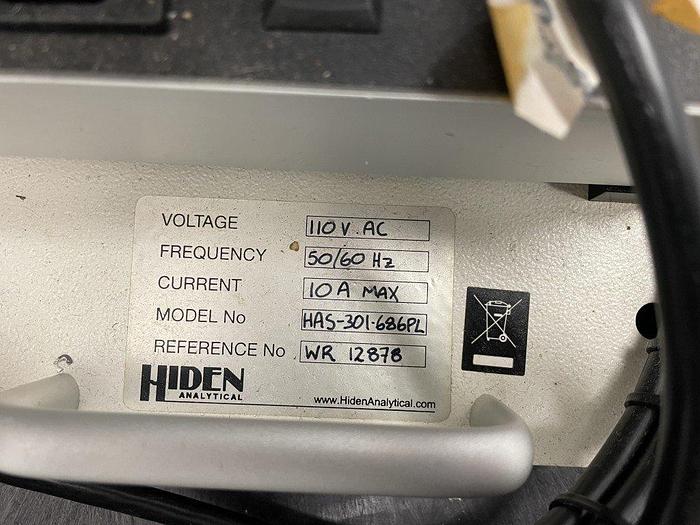 VOLTAGE 110 V. AC
FREQUENCY 50/60 Hz
CURRENT 10 A MAX
MODEL No HAS-301-686PL
REFERENCE No WR 12878
HIDEN
ANALYTICAL
www.HidenAnalytical.com